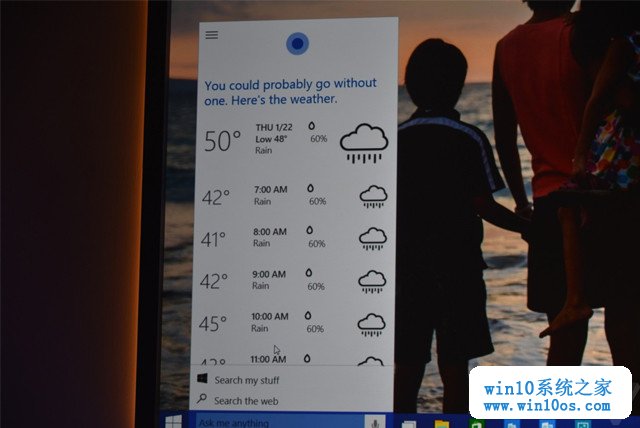 You could probably go without
one. Here's the weather.
50°
THU 1/22
Low 48°
Rain
60%
42°
7:00 AM
Rain
60%
41°
8:00 AM
Rain
60%
42°
9:00 AM
Rain
60%
45°
10:00 AM
Rain
60%
11:00 AM
Search my stuff
Search the web
Ask me anything
win10系统之家
www.win10os.com